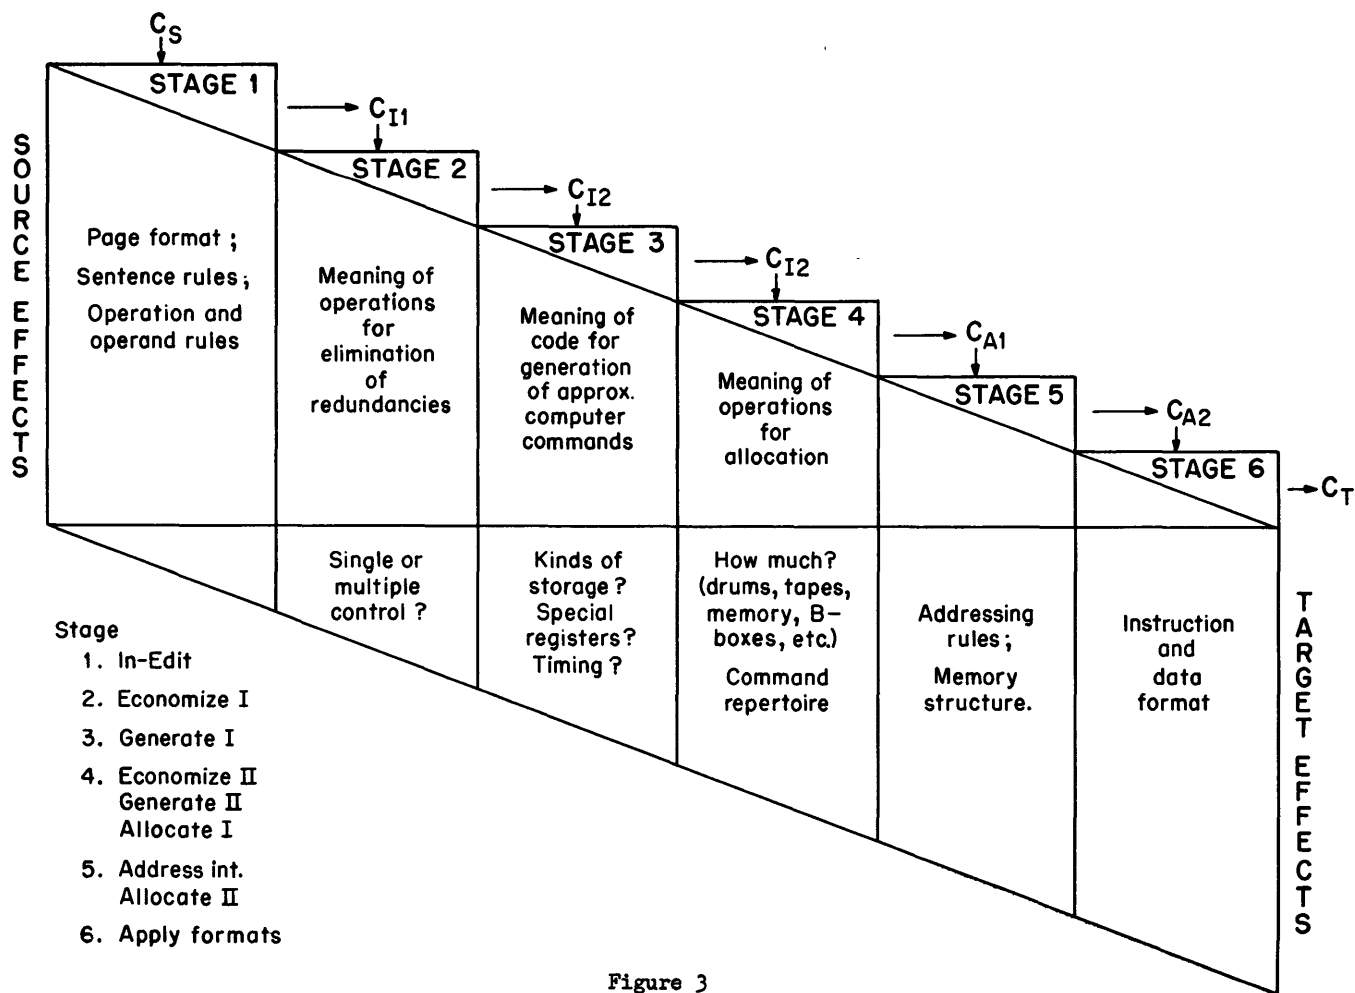 C_S
STAGE 1
C_I1
STAGE 2
C_I2
STAGE 3
C_I2
STAGE 4
C_A1
STAGE 5
C_A2
STAGE 6
C_T
SOURCE EFFECTS
Page format;
Sentence rules;
Operation and
operand rules
Meaning of
operations
for
elimination
of
redundancies
Meaning of
code for
generation
of approx.
computer
commands
Meaning of
operations
for
allocation
Single or
multiple
control?
Kinds of
storage?
Special
registers?
Timing?
How much?
(drums, tapes,
memory, B-
boxes, etc.)
Command
repertoire
Addressing
rules;
Memory
structure.
Instruction
and
data
format
TARGET EFFECTS
Stage
1. In-Edit
2. Economize I
3. Generate I
4. Economize II
Generate II
Allocate I
5. Address int.
Allocate II
6. Apply formats
Figure 3